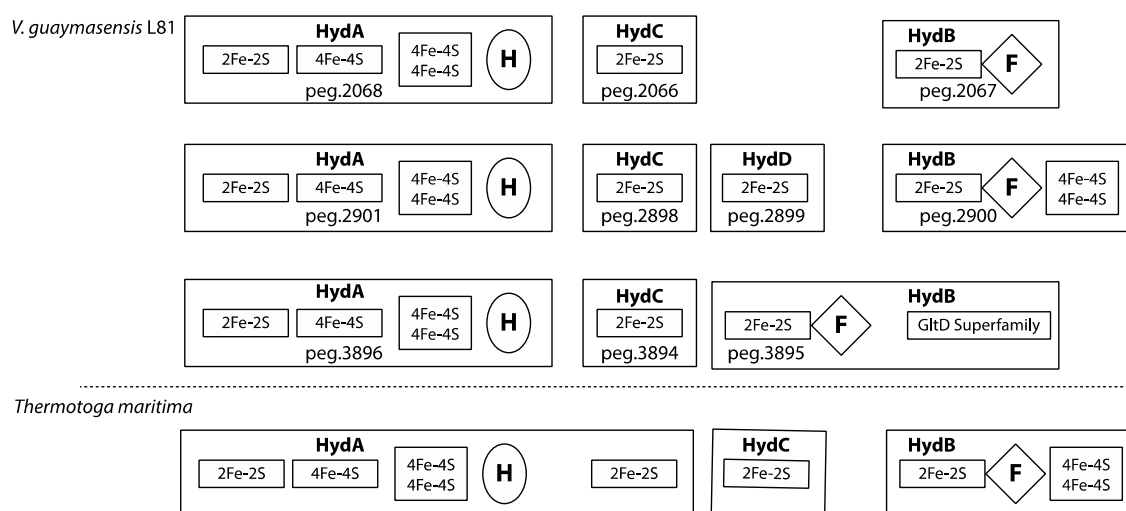 V. guaymasensis L81
HydA
2Fe-2S 4Fe-4S 4Fe-4S
4Fe-4S
H
peg.2068
HydC
2Fe-2S
peg.2066
HydB
2Fe-2S F
peg.2067
HydA
2Fe-2S 4Fe-4S 4Fe-4S
4Fe-4S
H
peg.2901
HydC
2Fe-2S
peg.2898
HydD
2Fe-2S
peg.2899
HydB
2Fe-2S F 4Fe-4S
4Fe-4S
peg.2900
HydA
2Fe-2S 4Fe-4S 4Fe-4S
4Fe-4S
H
peg.3896
HydC
2Fe-2S
peg.3894
HydB
2Fe-2S F GltD Superfamily
peg.3895
Thermotoga maritima
HydA
2Fe-2S 4Fe-4S 4Fe-4S
4Fe-4S
H 2Fe-2S
HydC
2Fe-2S
HydB
2Fe-2S F 4Fe-4S
4Fe-4S